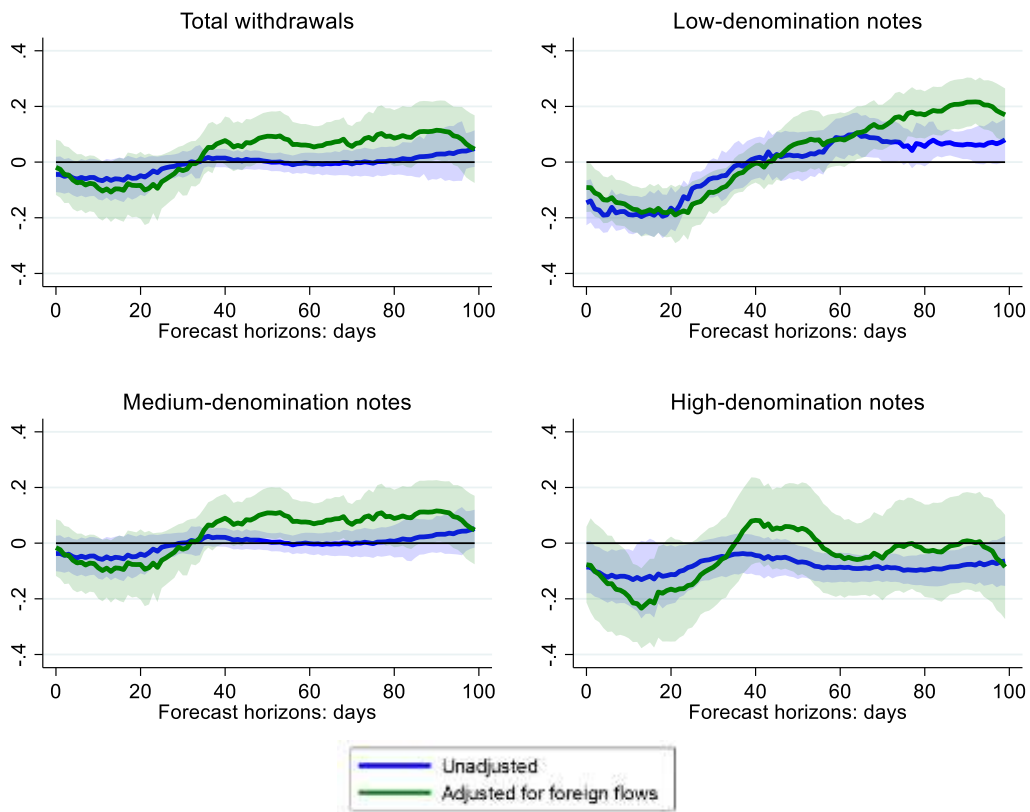 Total withdrawals
.4
.2
0
-.2
-.4
0 20 40 60 80 100
Forecast horizons: days
Low-denomination notes
.4
.2
0
-.2
-.4
0 20 40 60 80 100
Forecast horizons: days
Medium-denomination notes
.4
.2
0
-.2
-.4
0 20 40 60 80 100
Forecast horizons: days
High-denomination notes
.4
.2
0
-.2
-.4
0 20 40 60 80 100
Forecast horizons: days
Unadjusted
Adjusted for foreign flows